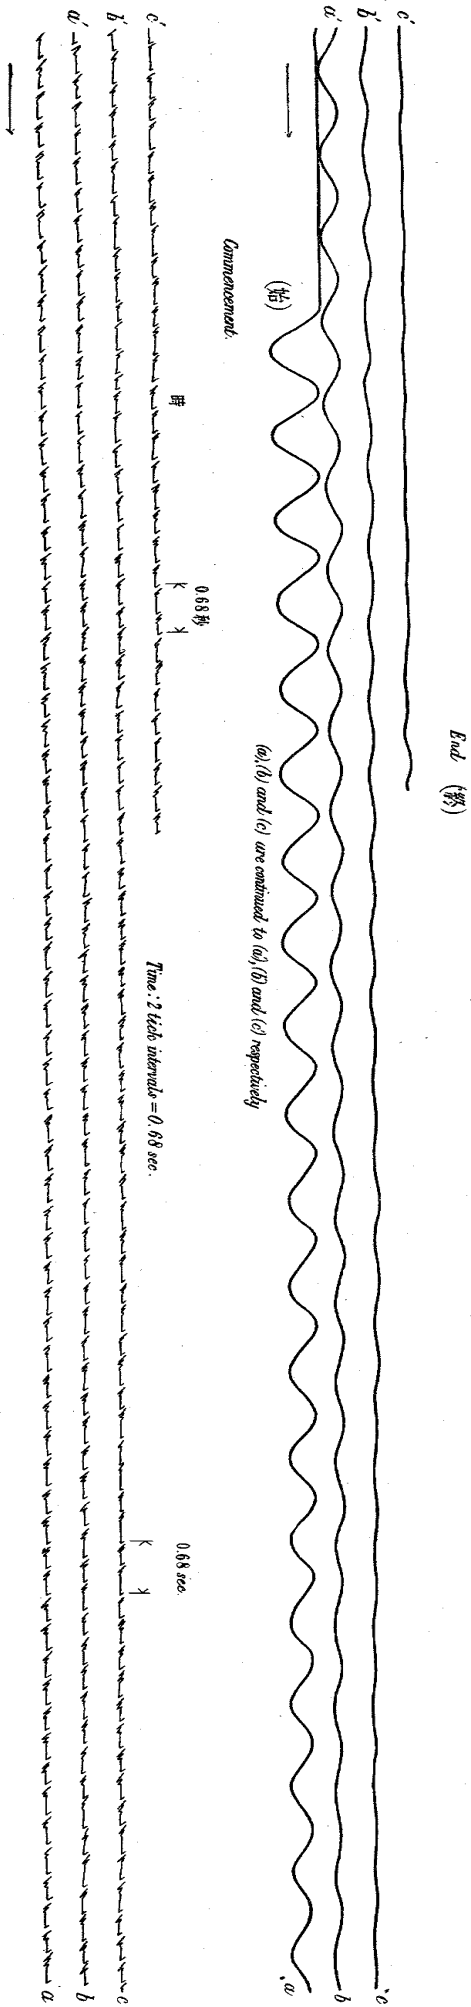 End (終)
c′ c
b′ b
a′ a
(始)
(a), (b) and (c) are continued to (a′), (b′) and (c′) respectively
Commencement.
0.68秒 0.68 sec.
時
Time: 2 tick intervals = 0.68 sec.
c′ c
b′ b
a′ a